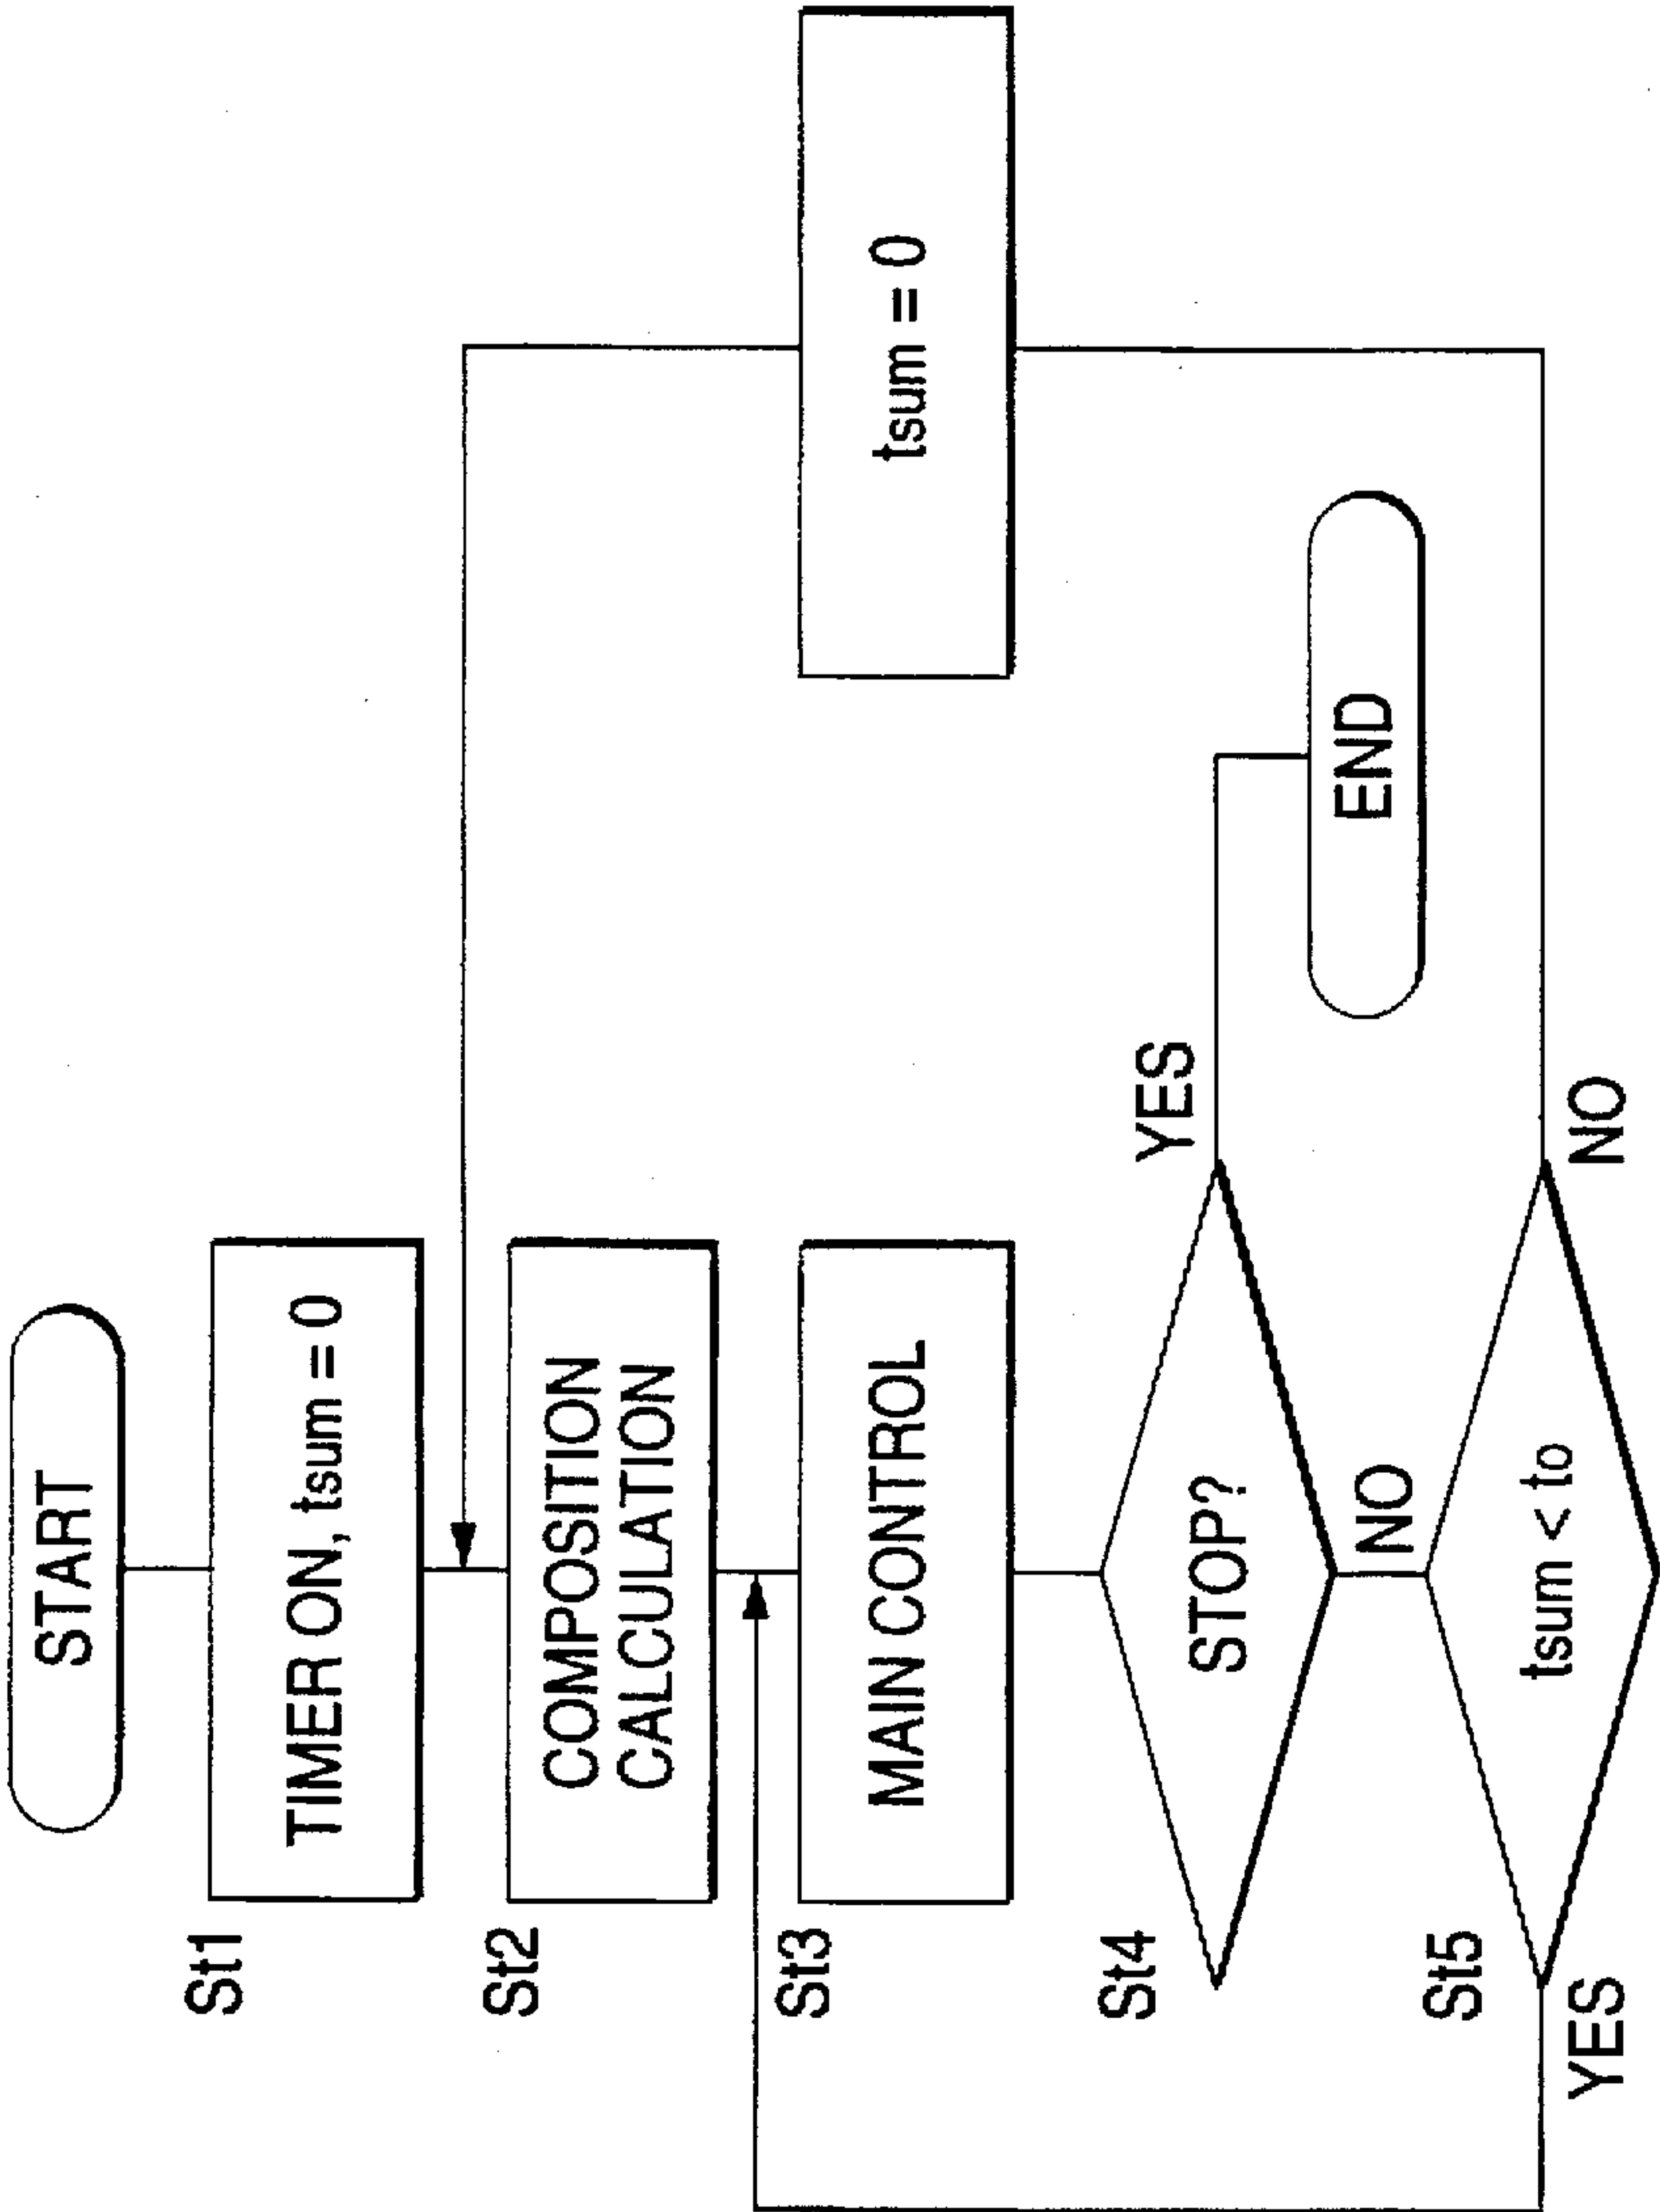 START
St1
TIMER ON, tsum = 0
St2
COMPOSITION
CALCULATION
St3
MAIN CONTROL
tsum = 0
St4
STOP?
YES
END
NO
St5
tsum < to
YES
NO